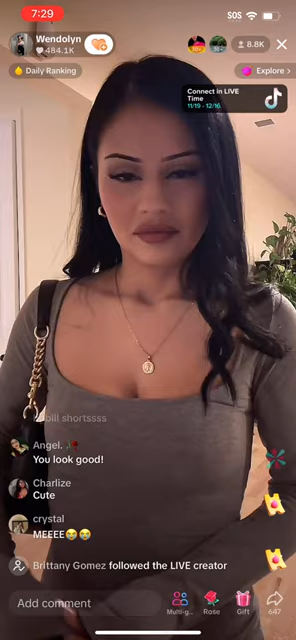 7:29
SOS
Wendolyn
484.1K
30+
50+
8.8K
Daily Ranking
Explore
Connect in LIVE
Time
11/19 - 12/16
bill shortssss
Angel.
You look good!
Charlize
Cute
crystal
MEEEE
Brittany Gomez followed the LIVE creator
Add comment
Multi-g...
Rose
Gift
647